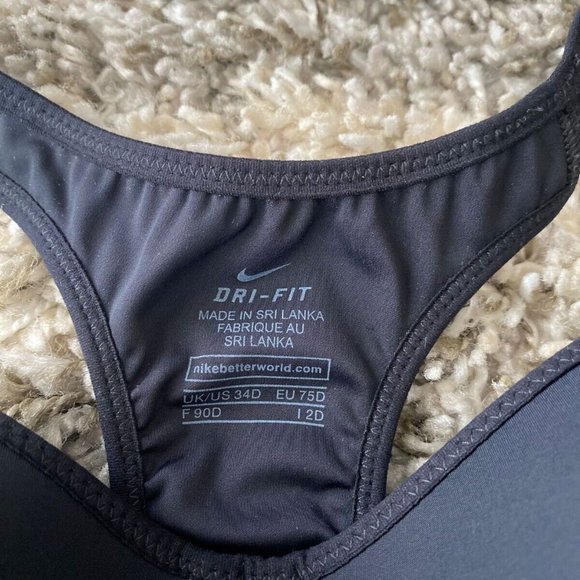 DRI-FIT
MADE IN SRI LANKA
FABRIQUE AU
SRI LANKA
nikebetterworld.com
UK/US 34D EU 75D
F 90D I 2D